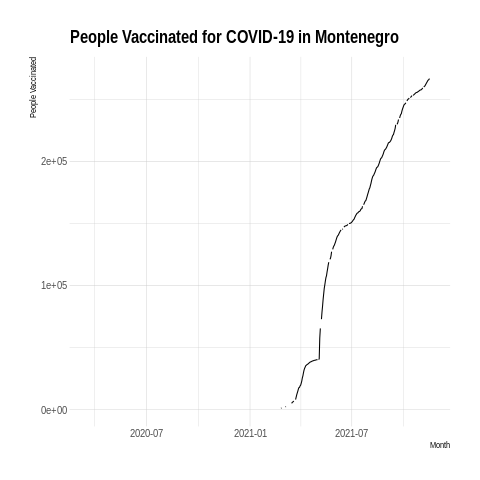 People Vaccinated for COVID-19 in Montenegro
People Vaccinated
2e+05
1e+05
0e+00
2020-07
2021-01
2021-07
Month